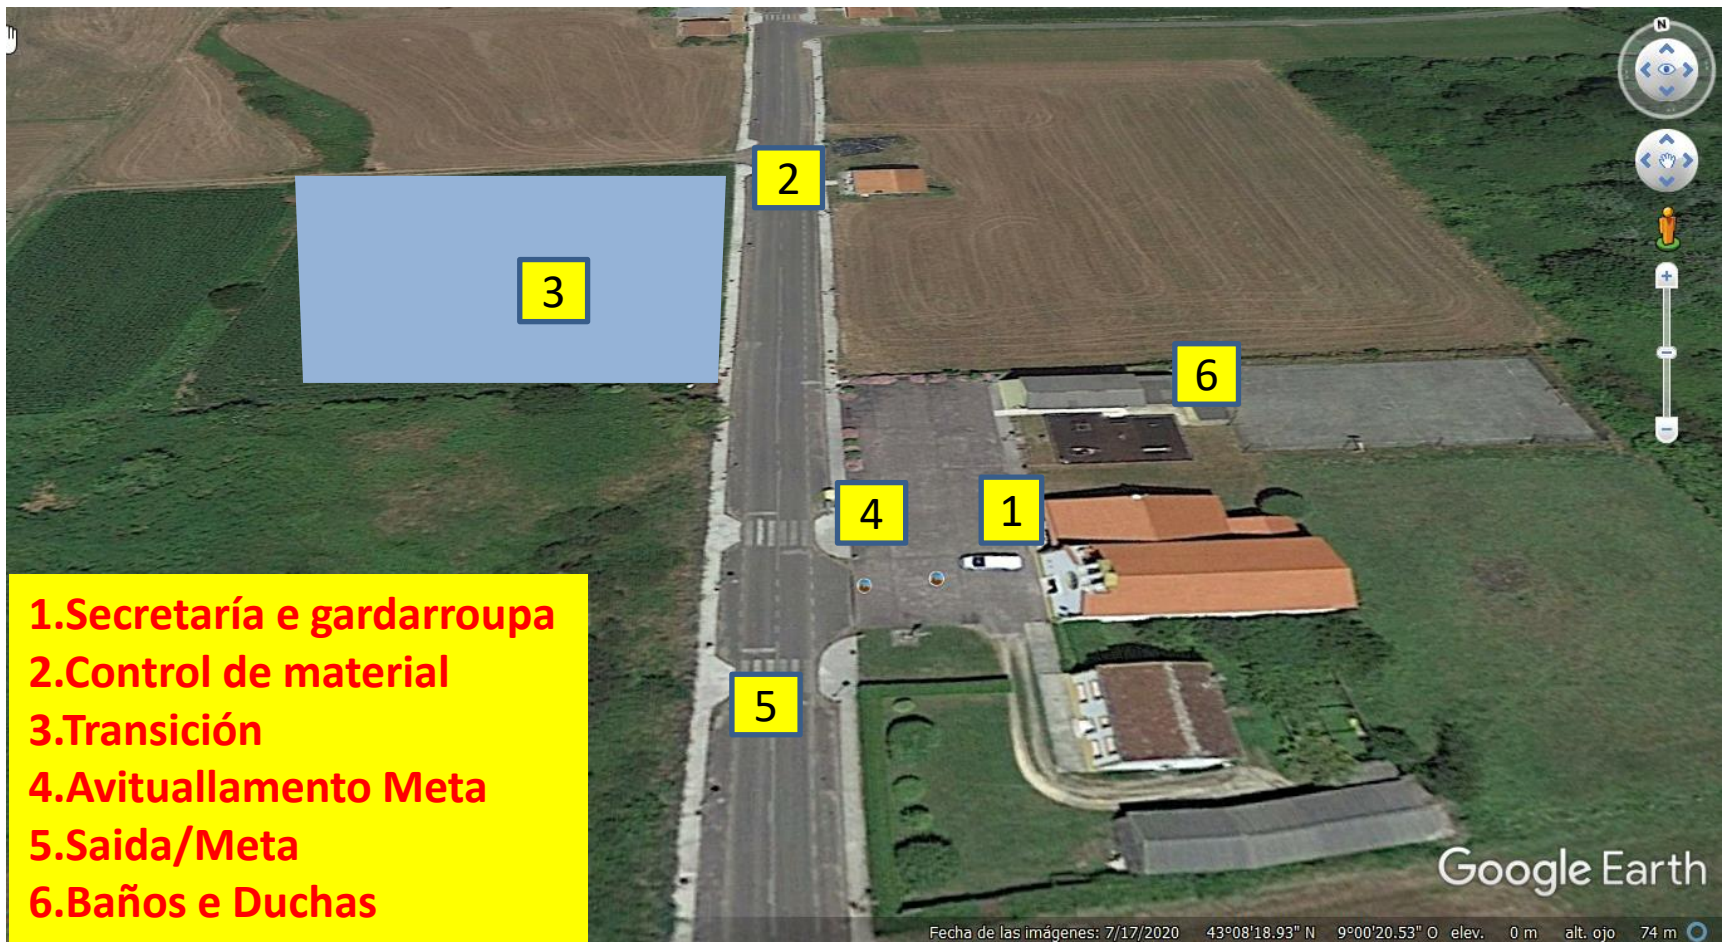 N
2
3
6
4
1
5
1.Secretaría e gardarroupa
2.Control de material
3.Transición
4.Avituallamento Meta
5.Saida/Meta
6.Baños e Duchas
Google Earth
Fecha de las imágenes: 7/17/2020 43°08'18.93" N 9°00'20.53" O elev. 0 m alt. ojo 74 m